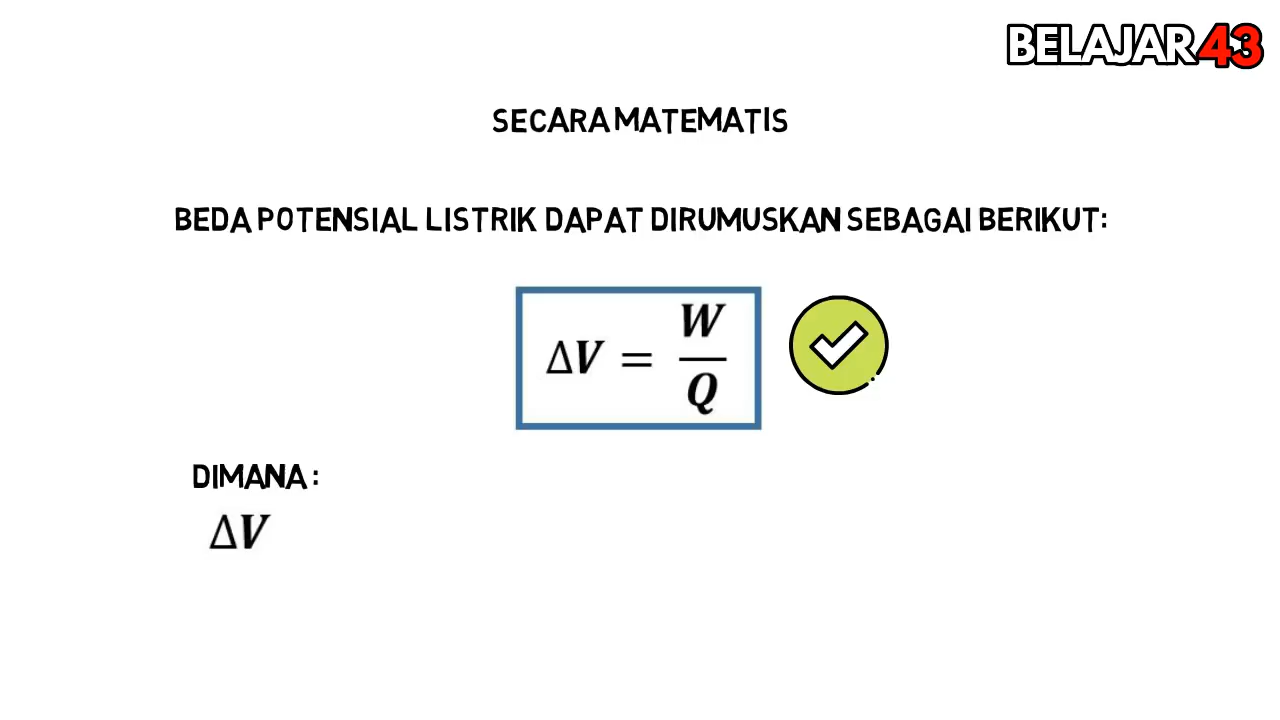 BELAJAR43
SECARA MATEMATIS
BEDA POTENSIAL LISTRIK DAPAT DIRUMUSKAN SEBAGAI BERIKUT:
ΔV = W/Q
DIMANA :
ΔV